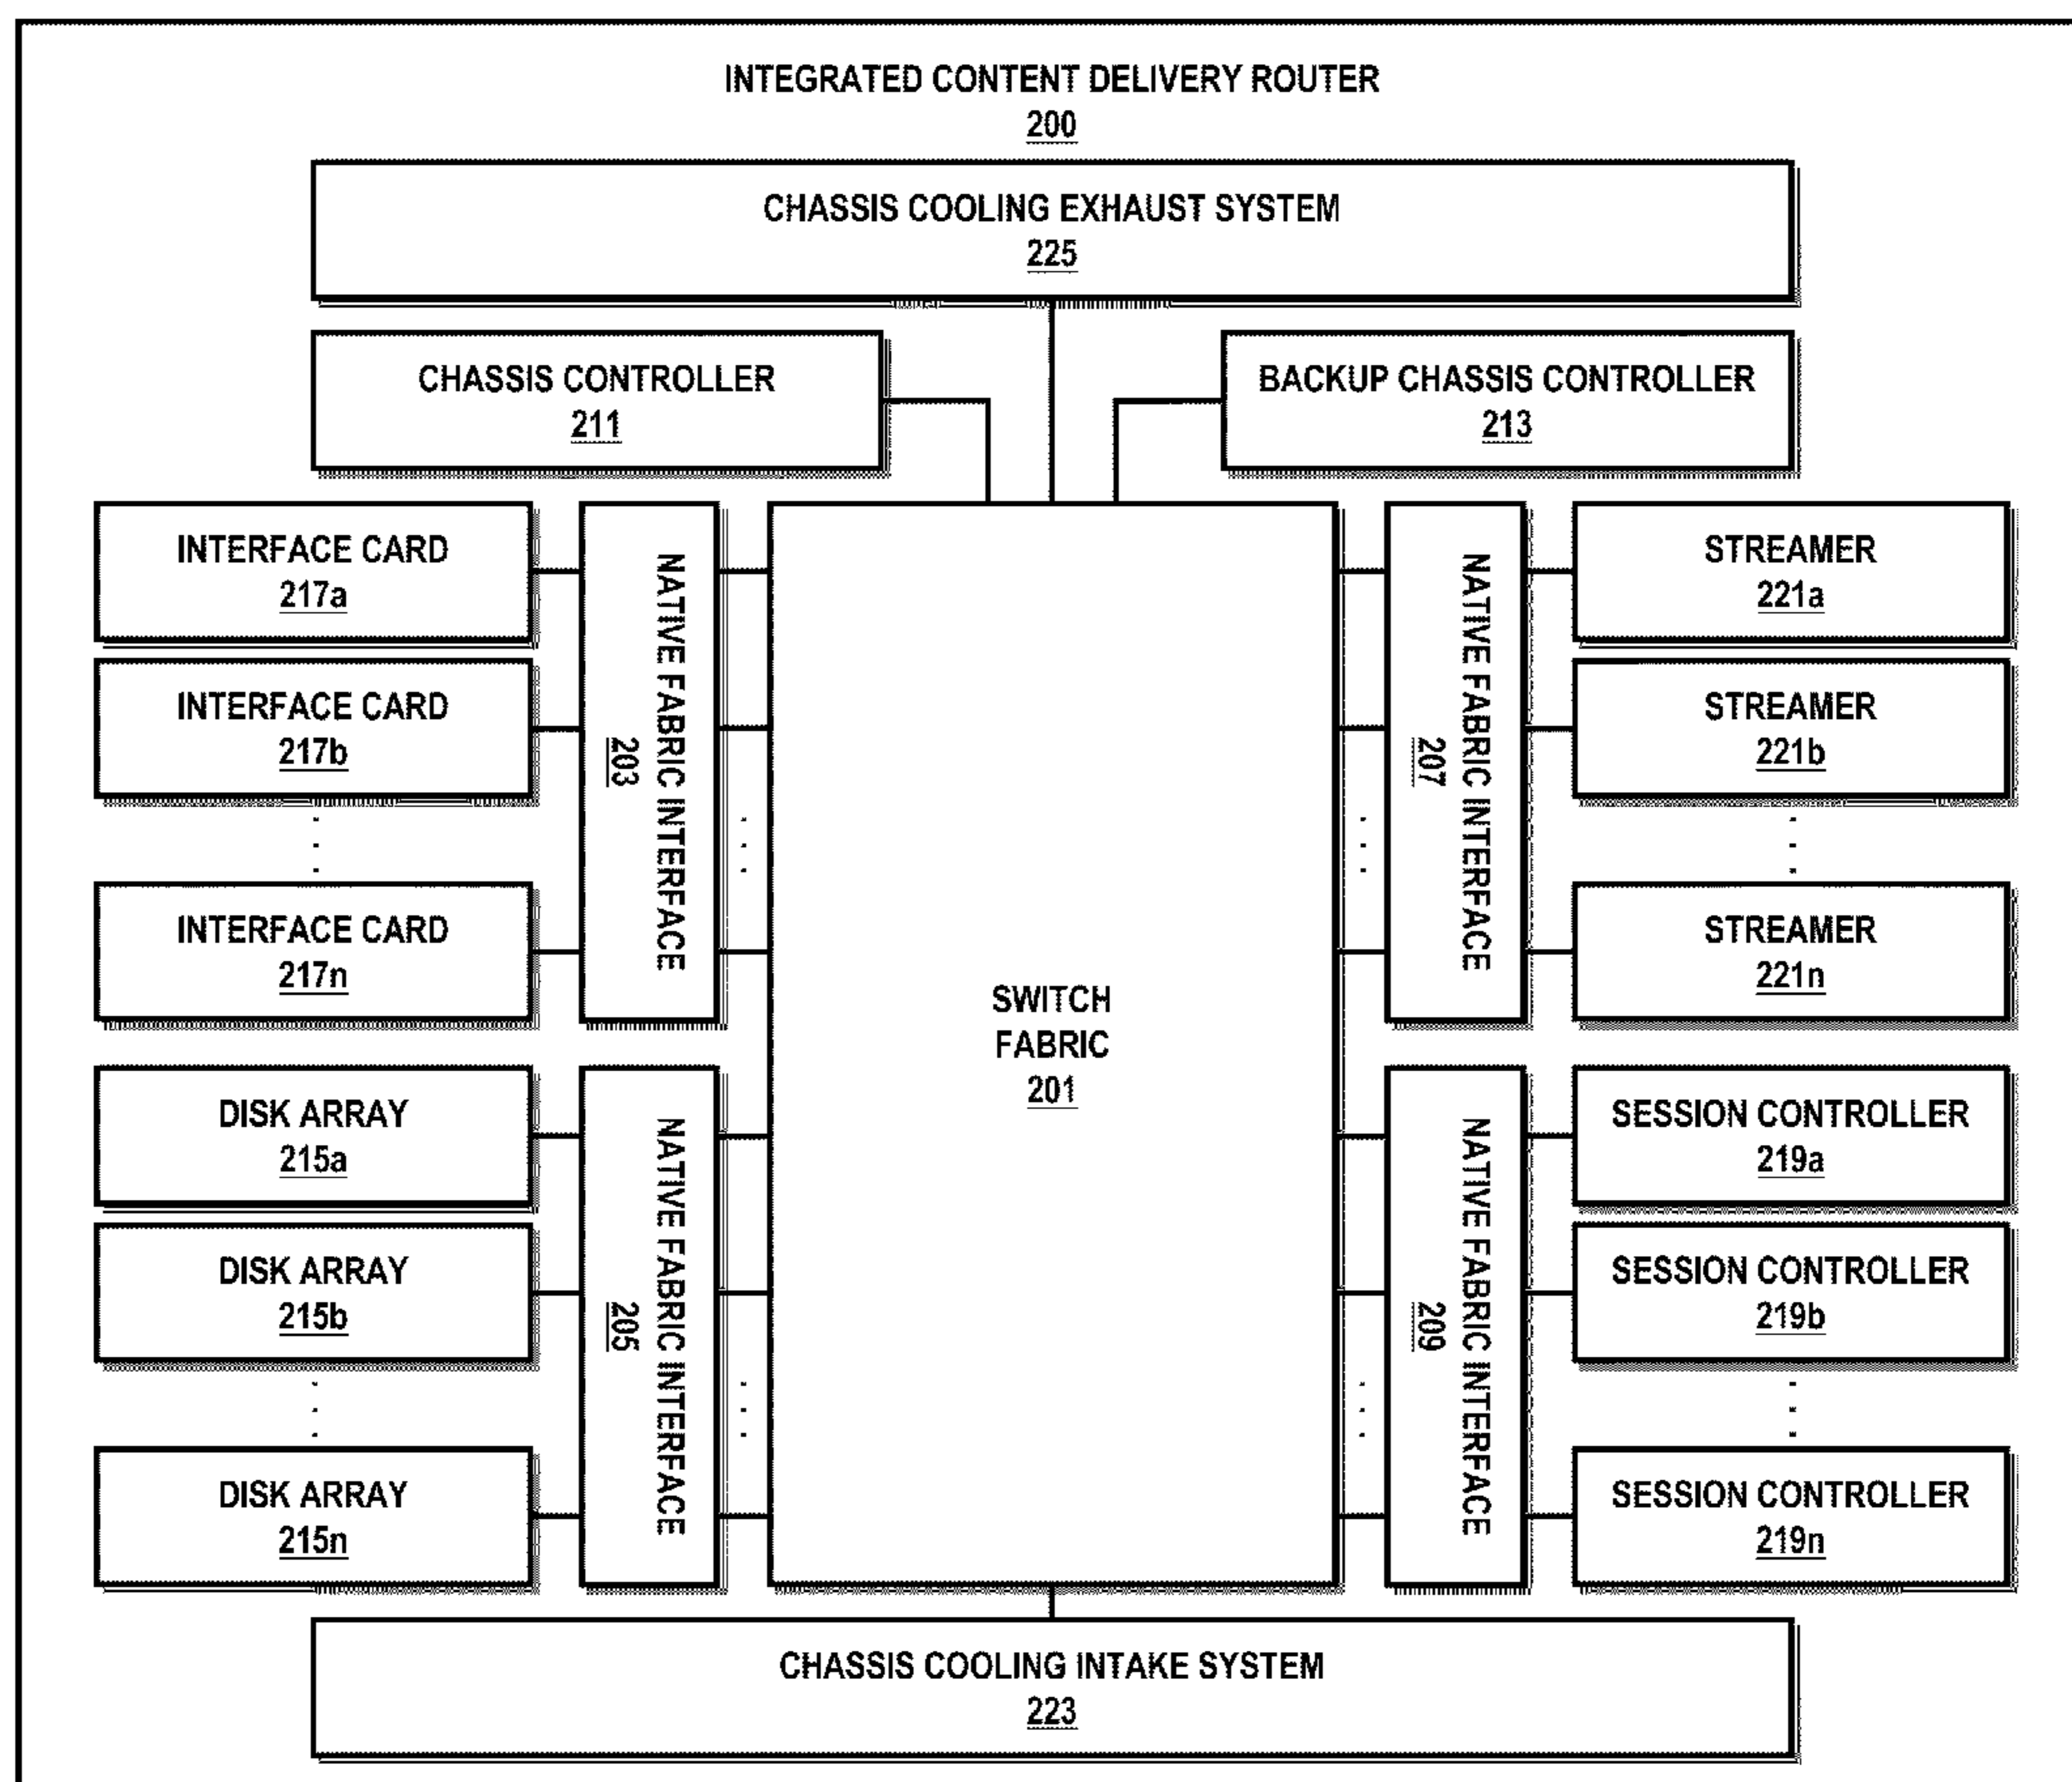 INTEGRATED CONTENT DELIVERY ROUTER
200
CHASSIS COOLING EXHAUST SYSTEM
225
CHASSIS CONTROLLER
211
BACKUP CHASSIS CONTROLLER
213
INTERFACE CARD
217a
INTERFACE CARD
217b
INTERFACE CARD
217n
NATIVE FABRIC INTERFACE
203
DISK ARRAY
215a
DISK ARRAY
215b
DISK ARRAY
215n
NATIVE FABRIC INTERFACE
205
SWITCH
FABRIC
201
NATIVE FABRIC INTERFACE
207
STREAMER
221a
STREAMER
221b
STREAMER
221n
NATIVE FABRIC INTERFACE
209
SESSION CONTROLLER
219a
SESSION CONTROLLER
219b
SESSION CONTROLLER
219n
CHASSIS COOLING INTAKE SYSTEM
223